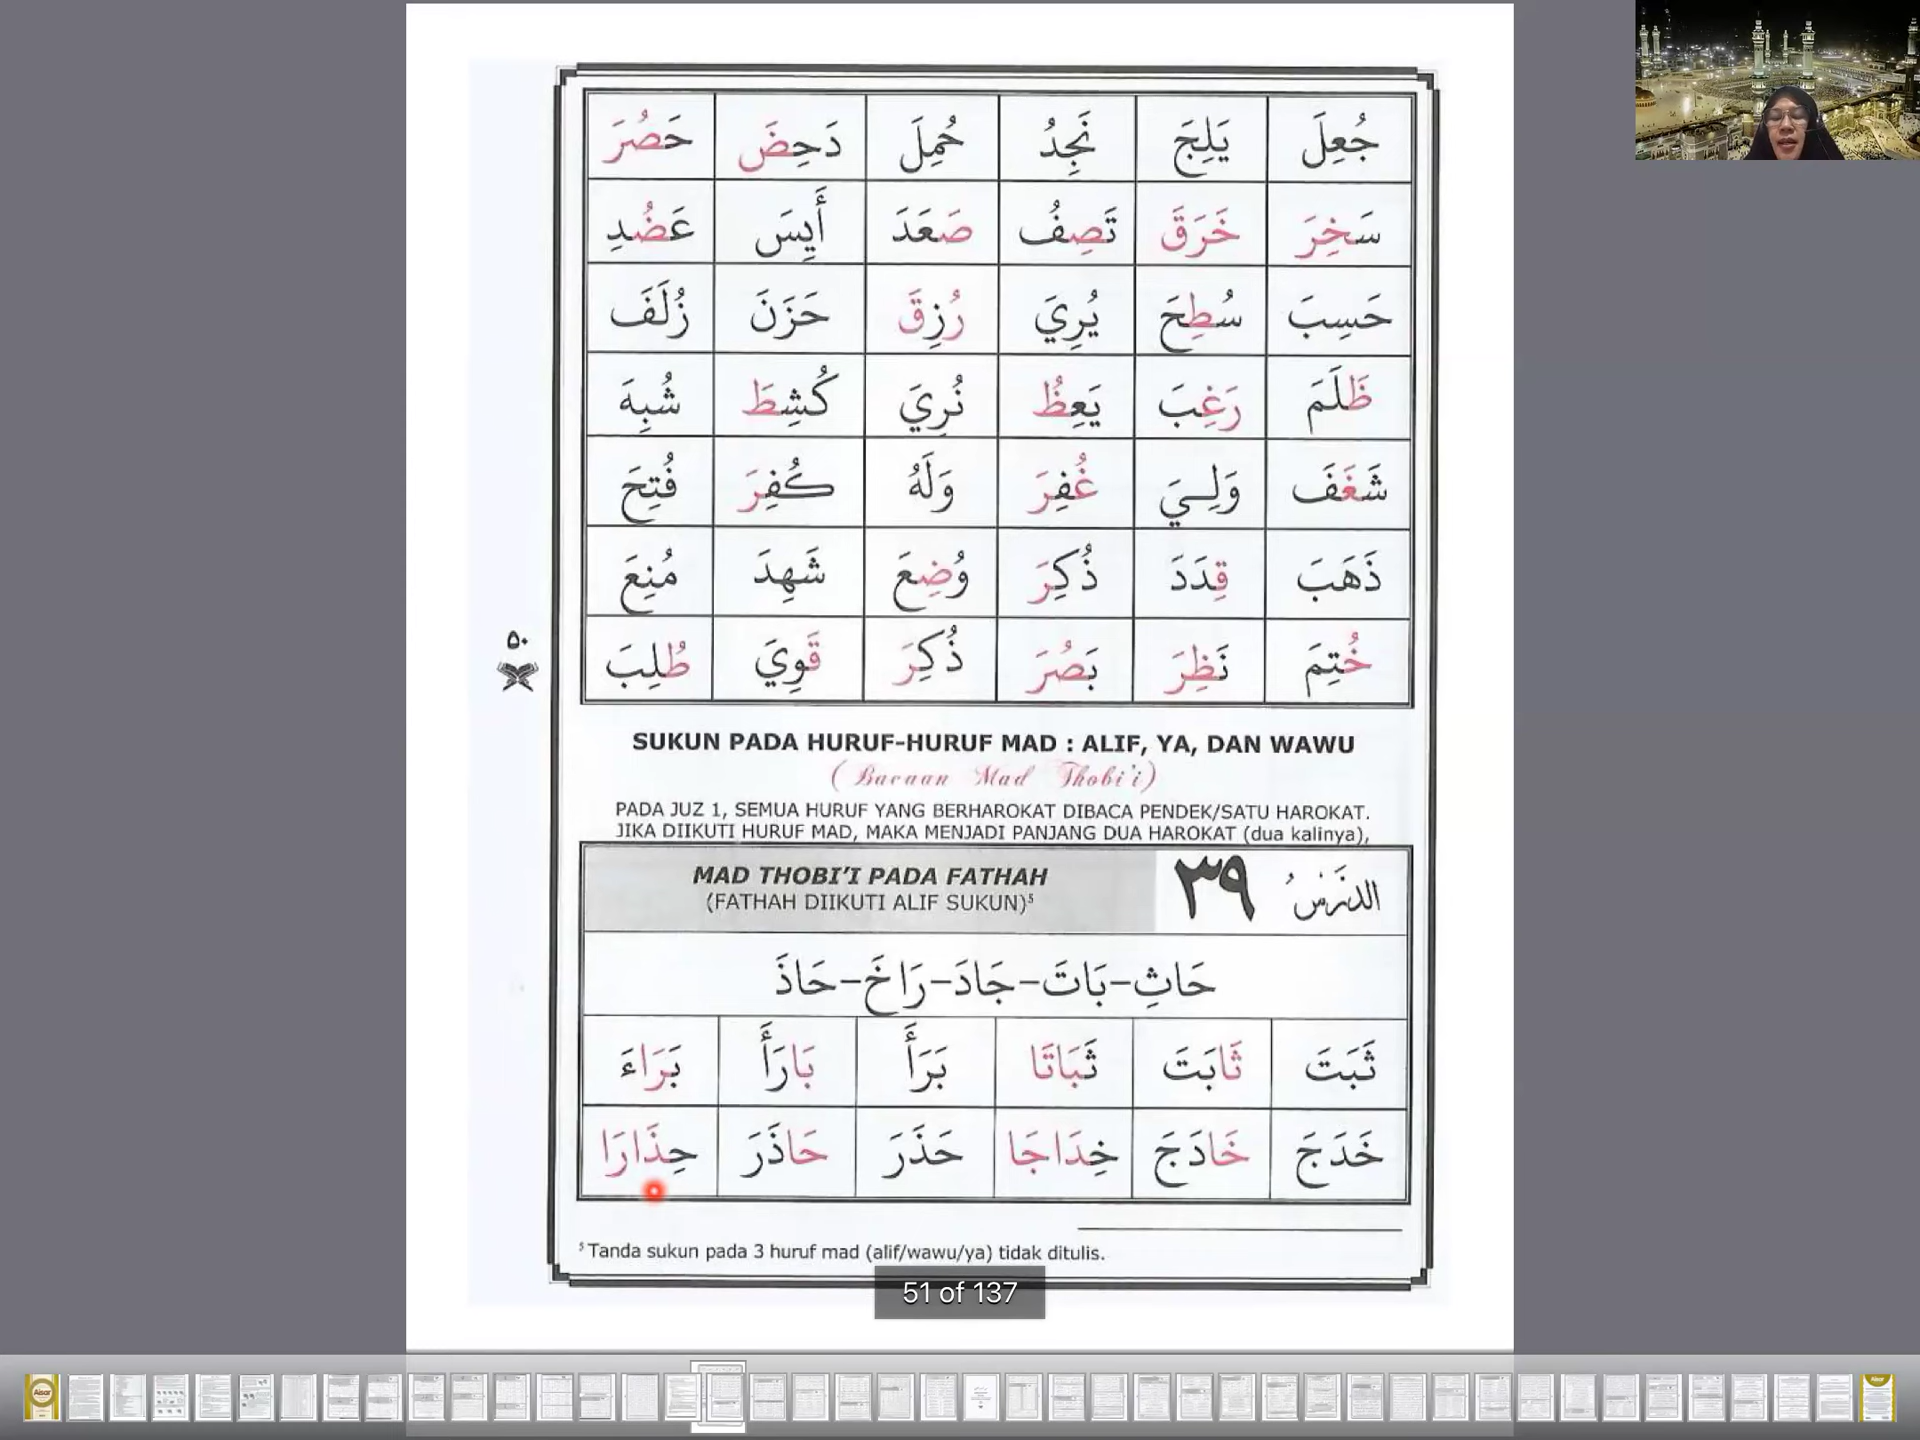 جُعِلَ يَلِجَ نَجِدُ حُمِلَ دَحِضَ حَصُرَ
سَخِرَ خَرَقَ تَصِفُ صَعَدَ أَيِسَ عَضُدِ
حَسِبَ سُطِحَ يُرِيَ رُزِقَ حَزَنَ زُلَفَ
ظَلَمَ رَغِبَ يَعِظُ نُرِيَ كُشِطَ شُبِهَ
شَغَفَ وَلِيَ غُفِرَ وَلَهُ كُفِرَ فُتِحَ
ذَهَبَ قِدَدَ ذُكِرَ وُضِعَ شَهِدَ مُنِعَ
خُتِمَ نَظِرَ بَصُرَ ذُكِرَ قَوِيَ طُلِبَ
٥٠
SUKUN PADA HURUF-HURUF MAD : ALIF, YA, DAN WAWU
( Bacaan Mad Thobi'i )
PADA JUZ 1, SEMUA HURUF YANG BERHAROKAT DIBACA PENDEK/SATU HAROKAT.
JIKA DIIKUTI HURUF MAD, MAKA MENJADI PANJANG DUA HAROKAT (dua kalinya),
الدَّرْسُ ٣٩
MAD THOBI'I PADA FATHAH
(FATHAH DIIKUTI ALIF SUKUN)⁵
حَاثِ–بَاتَ–جَادَ–رَاخَ–حَاذَ
ثَبَتَ ثَابَتَ ثَبَاتَا بَرَأَ بَارَأَ بَرَاءَ
خَدَجَ خَادَجَ خِدَاجَا حَذَرَ حَاذَرَ حِذَارَا
⁵ Tanda sukun pada 3 huruf mad (alif/wawu/ya) tidak ditulis.
51 of 137